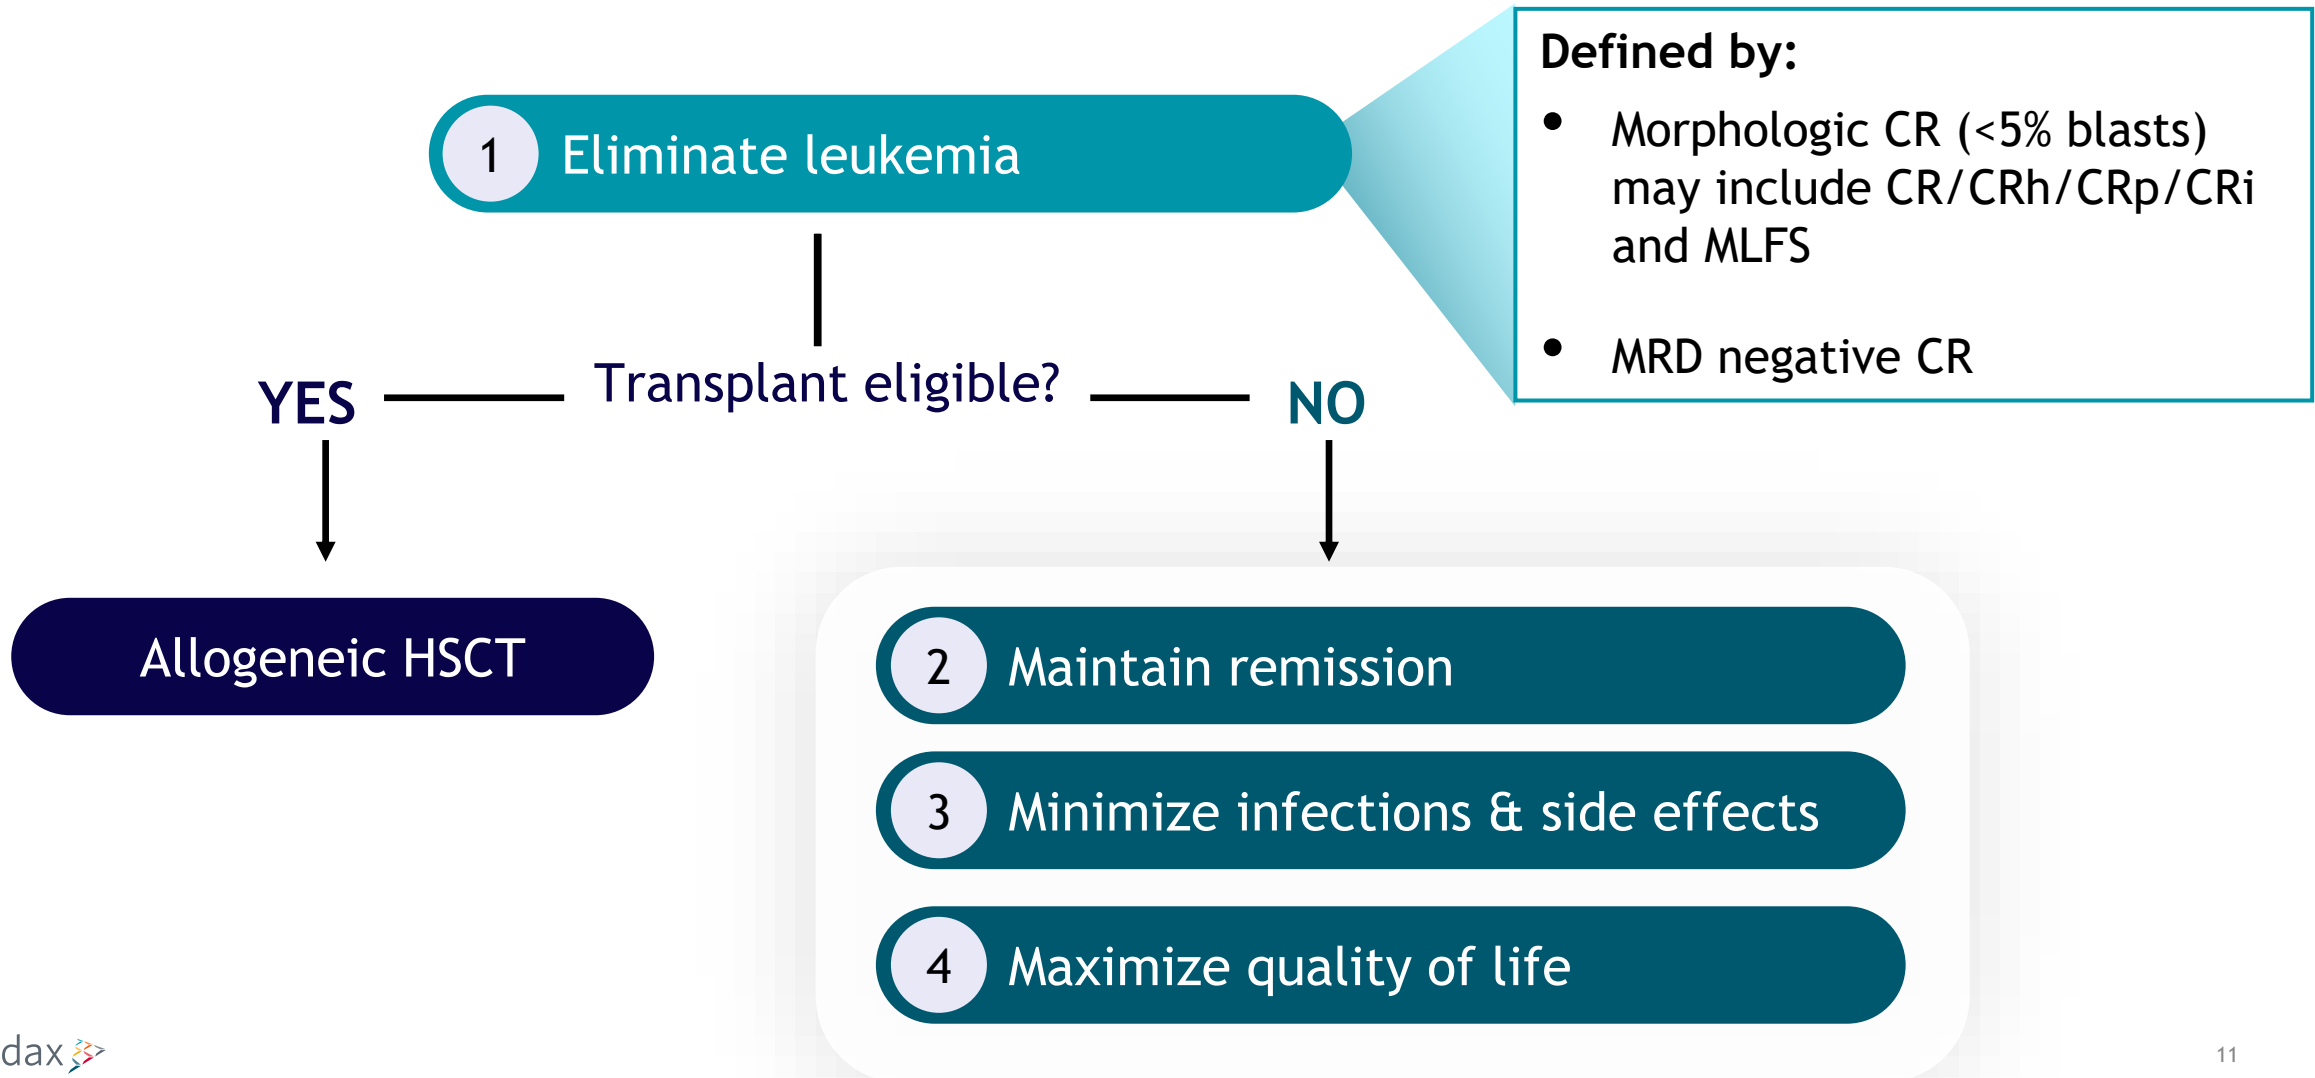 Defined by:
• Morphologic CR (<5% blasts)
may include CR/CRh/CRp/CRi
and MLFS
• MRD negative CR
1 Eliminate leukemia
Transplant eligible?
YES
NO
Allogeneic HSCT
2 Maintain remission
3 Minimize infections & side effects
4 Maximize quality of life
dax
11